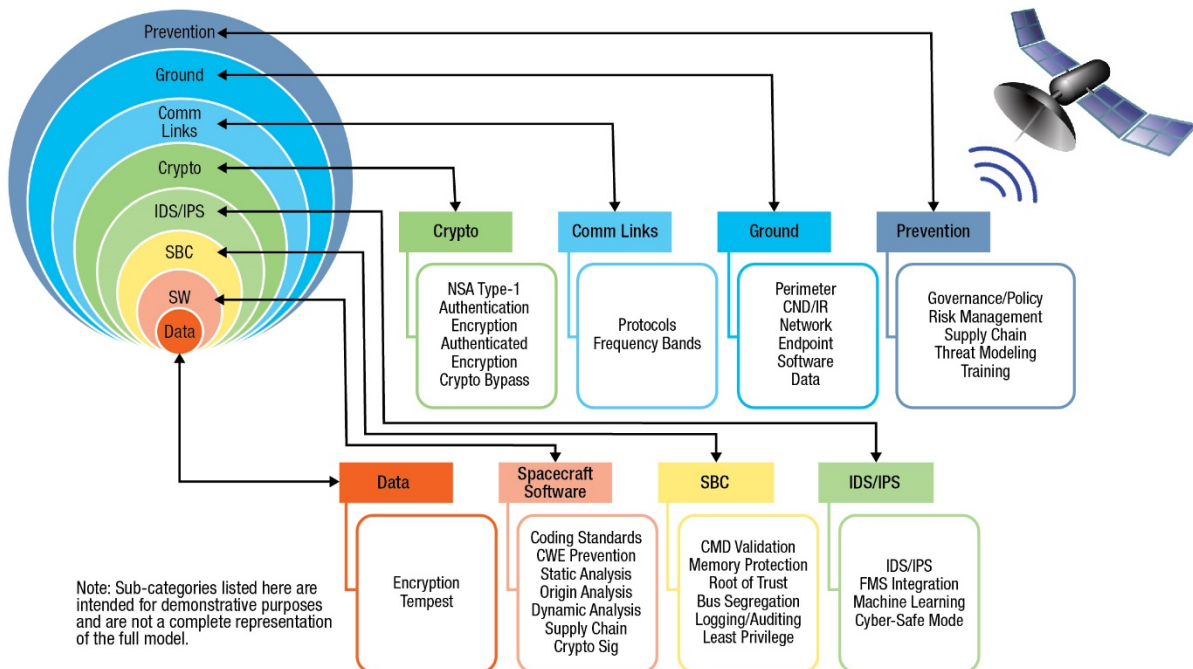 Prevention
Ground
Comm
Links
Crypto
IDS/IPS
SBC
SW
Data
Crypto
NSA Type-1
Authentication
Encryption
Authenticated
Encryption
Crypto Bypass
Comm Links
Protocols
Frequency Bands
Ground
Perimeter
CND/IR
Network
Endpoint
Software
Data
Prevention
Governance/Policy
Risk Management
Supply Chain
Threat Modeling
Training
Data
Encryption
Tempest
Spacecraft
Software
Coding Standards
CWE Prevention
Static Analysis
Origin Analysis
Dynamic Analysis
Supply Chain
Crypto Sig
SBC
CMD Validation
Memory Protection
Root of Trust
Bus Segregation
Logging/Auditing
Least Privilege
IDS/IPS
IDS/IPS
FMS Integration
Machine Learning
Cyber-Safe Mode
Note: Sub-categories listed here are
intended for demonstrative purposes
and are not a complete representation
of the full model.